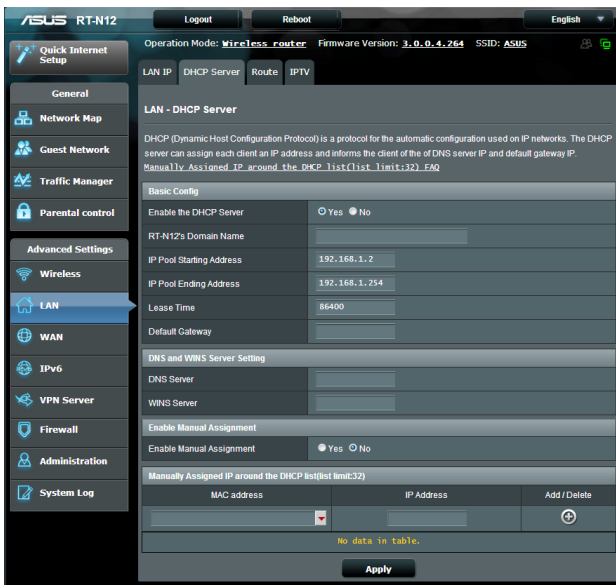 ASUS RT-N12 Logout Reboot English
Quick Internet Setup
Operation Mode: Wireless router Firmware Version: 3.0.0.4.264 SSID: ASUS
LAN IP DHCP Server Route IPTV
General
Network Map
Guest Network
Traffic Manager
Parental control
Advanced Settings
Wireless
LAN
WAN
IPv6
VPN Server
Firewall
Administration
System Log
LAN - DHCP Server
DHCP (Dynamic Host Configuration Protocol) is a protocol for the automatic configuration used on IP networks. The DHCP
server can assign each client an IP address and informs the client of the of DNS server IP and default gateway IP.
Manually Assigned IP around the DHCP list(list limit:32) FAQ
Basic Config
Enable the DHCP Server Yes No
RT-N12's Domain Name
IP Pool Starting Address 192.168.1.2
IP Pool Ending Address 192.168.1.254
Lease Time 86400
Default Gateway
DNS and WINS Server Setting
DNS Server
WINS Server
Enable Manual Assignment
Enable Manual Assignment Yes No
Manually Assigned IP around the DHCP list(list limit:32)
MAC address IP Address Add / Delete
No data in table.
Apply